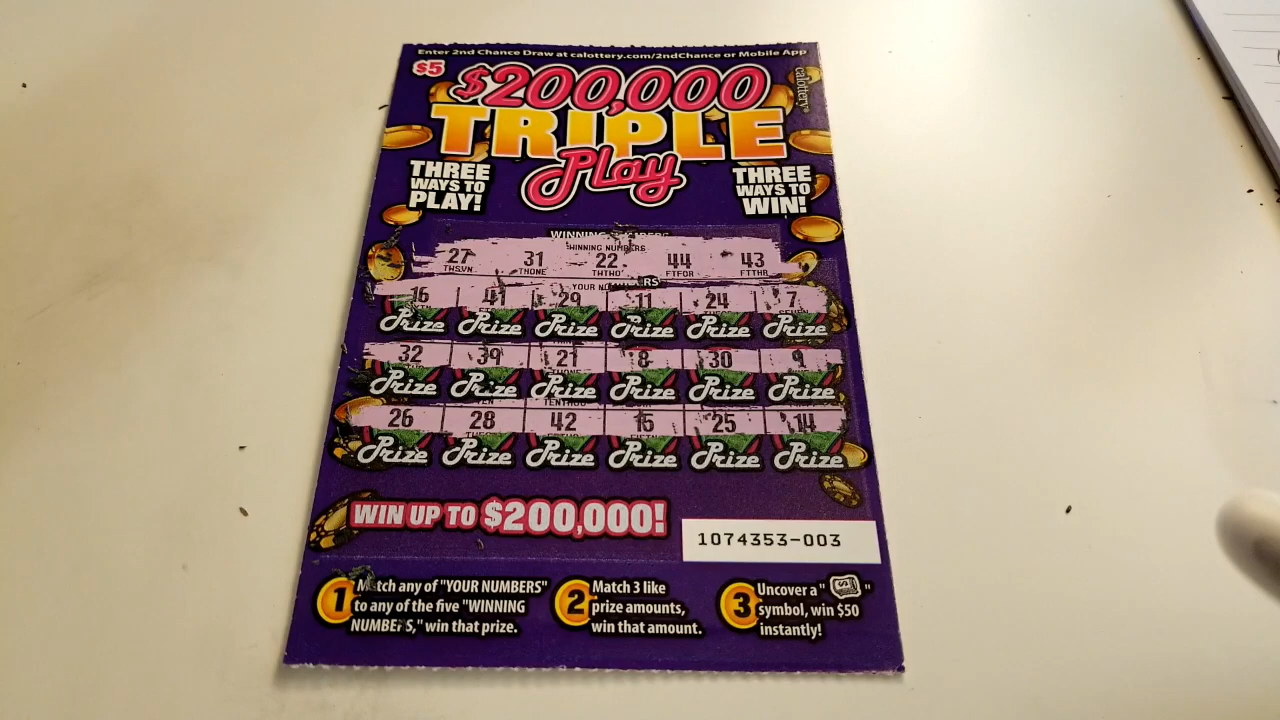 Enter 2nd Chance Draw at calottery.com/2ndChance or Mobile App
$5
calottery
$200,000
TRIPLE
Play
THREE
WAYS TO
PLAY!
THREE
WAYS TO
WIN!
WINNING NUMBERS
27 31 22 44 43
THSVN THONE THTHO FTFOR FTTHR
YOUR NUMBERS
16 41 29 11 24 7
Prize Prize Prize Prize Prize Prize
32 39 21 8 30 9
Prize Prize Prize Prize Prize Prize
26 28 42 15 25 14
Prize Prize Prize Prize Prize Prize
WIN UP TO $200,000!
1074353-003
1 Match any of "YOUR NUMBERS"
to any of the five "WINNING
NUMBERS," win that prize.
2 Match 3 like
prize amounts,
win that amount.
3 Uncover a " "
symbol, win $50
instantly!